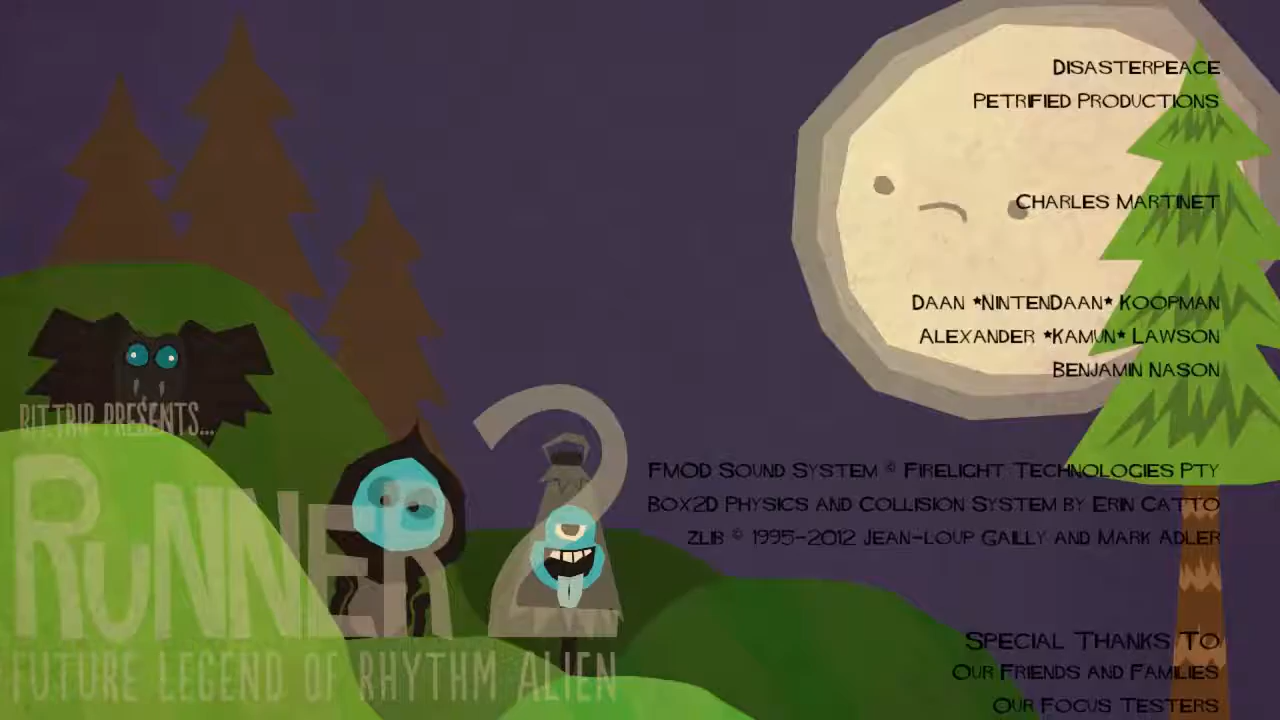 Disasterpeace
Petrified Productions
Charles Martinet
Daan *NintenDaan* Koopman
Alexander *Kamun* Lawson
Benjamin Nason
BIT.TRIP PRESENTS...
RUNNER 2
FUTURE LEGEND OF RHYTHM ALIEN
FMOD Sound System © Firelight Technologies Pty
Box2D Physics and Collision System by Erin Catto
zlib © 1995-2012 Jean-loup Gailly and Mark Adler
Special Thanks To
Our Friends and Families
Our Focus Testers